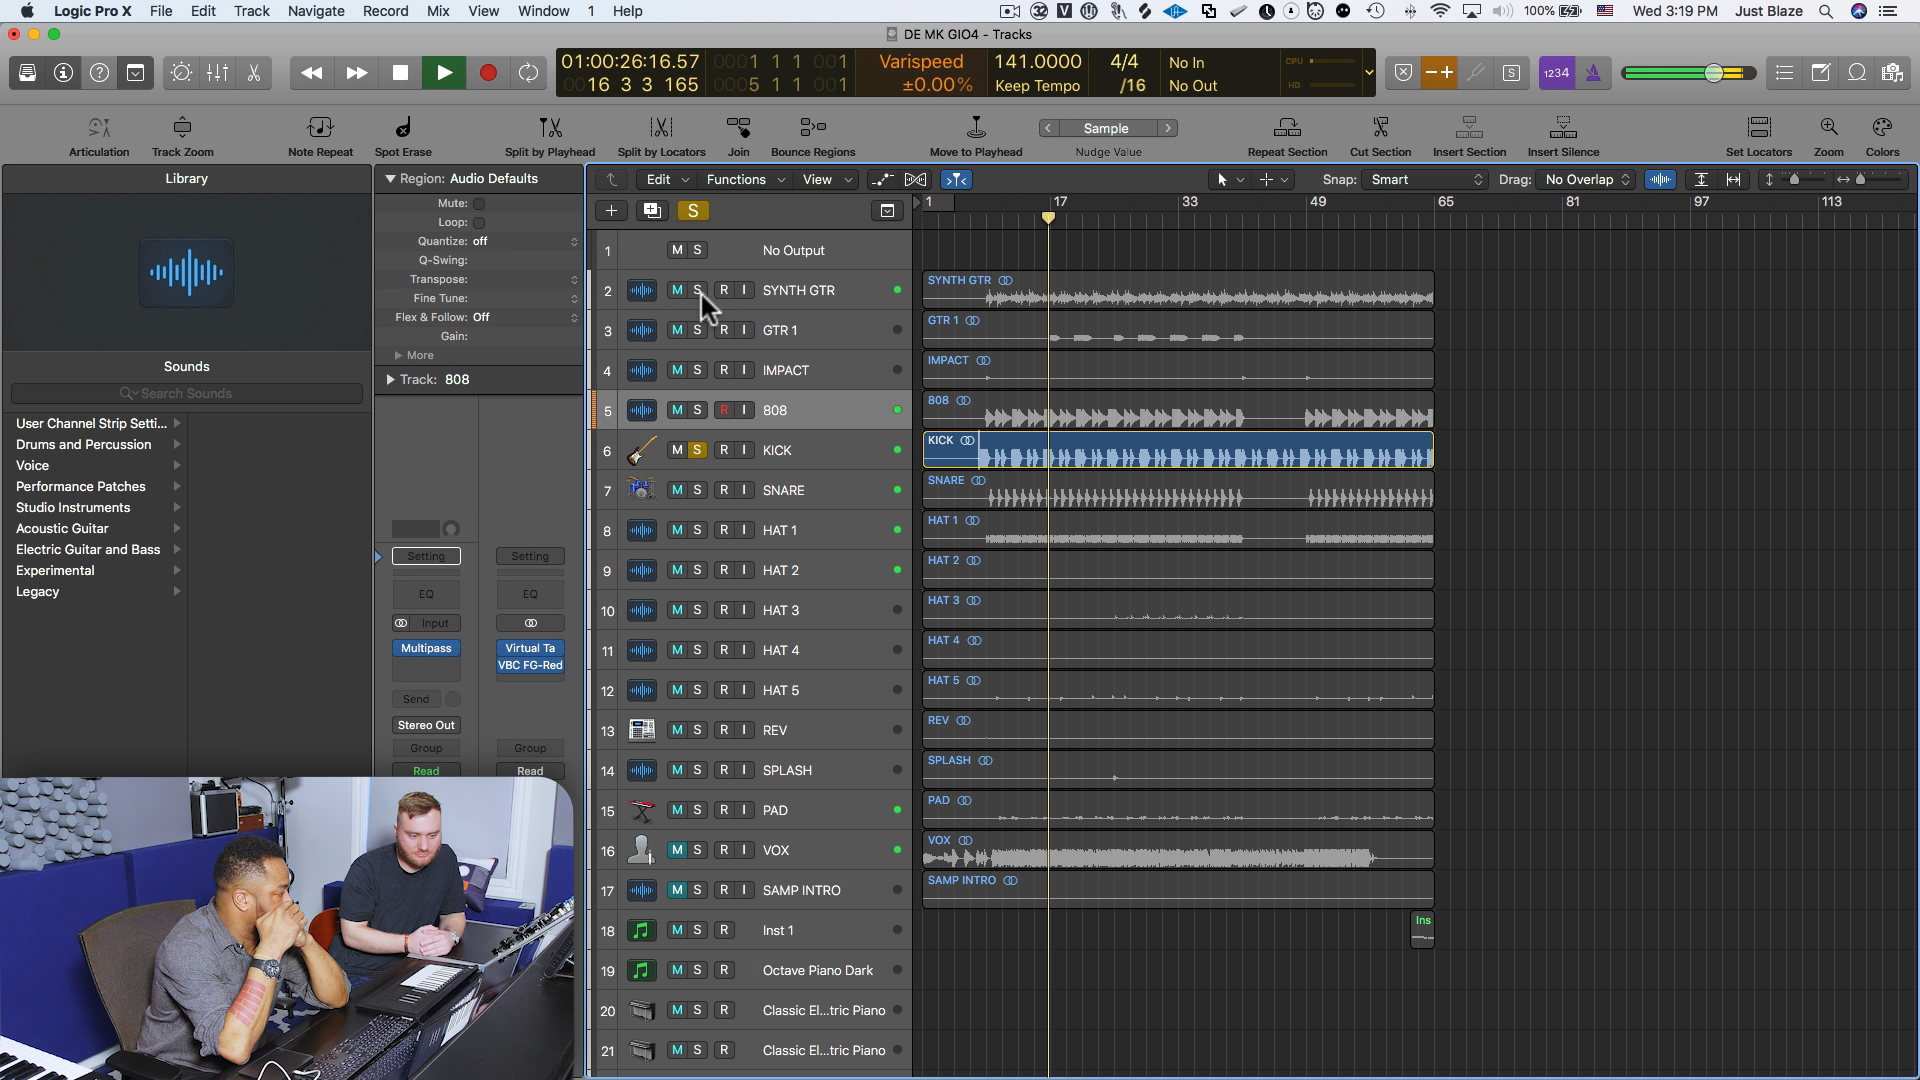 Logic Pro X File Edit Track Navigate Record Mix View Window 1 Help
100% Wed 3:19 PM Just Blaze
DE MK GIO4 - Tracks
01:00:26:16.57
0001 1 1 001
Varispeed
141.0000
4/4
No In
CPU
16 3 3 165
0005 1 1 001
±0.00%
Keep Tempo
/16
No Out
HD
S
1234
Sample
Articulation
Track Zoom
Note Repeat
Spot Erase
Split by Playhead
Split by Locators
Join
Bounce Regions
Move to Playhead
Nudge Value
Repeat Section
Cut Section
Insert Section
Insert Silence
Set Locators
Zoom
Colors
Library
Sounds
Search Sounds
User Channel Strip Setti...
Drums and Percussion
Voice
Performance Patches
Studio Instruments
Acoustic Guitar
Electric Guitar and Bass
Experimental
Legacy
Region: Audio Defaults
Mute:
Loop:
Quantize: off
Q-Swing:
Transpose:
Fine Tune:
Flex & Follow: Off
Gain:
More
Track: 808
Setting Setting
EQ EQ
Input
Multipass Virtual Ta
VBC FG-Red
Send
Stereo Out
Group Group
Read Read
Edit Functions View
Snap: Smart
Drag: No Overlap
S
1 17 33 49 65 81 97 113
1 M S No Output
2 M S R I SYNTH GTR
3 M S R I GTR 1
4 M S R I IMPACT
5 M S R I 808
6 M S R I KICK
7 M S R I SNARE
8 M S R I HAT 1
9 M S R I HAT 2
10 M S R I HAT 3
11 M S R I HAT 4
12 M S R I HAT 5
13 M S R I REV
14 M S R I SPLASH
15 M S R I PAD
16 M S R I VOX
17 M S R I SAMP INTRO
18 M S R Inst 1
19 M S R Octave Piano Dark
20 M S R Classic El...tric Piano
21 M S R Classic El...tric Piano
SYNTH GTR
GTR 1
IMPACT
808
KICK
SNARE
HAT 1
HAT 2
HAT 3
HAT 4
HAT 5
REV
SPLASH
PAD
VOX
SAMP INTRO
Ins